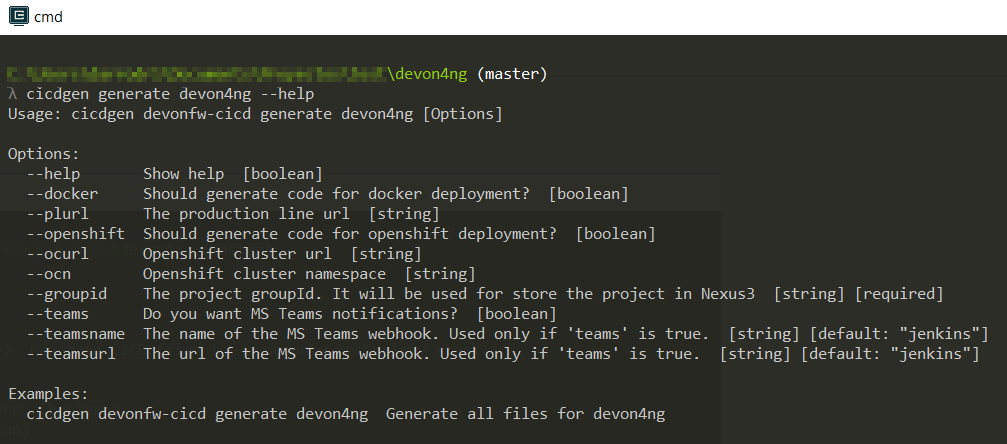 cmd
\devon4ng (master)
λ cicdgen generate devon4ng --help
Usage: cicdgen devonfw-cicd generate devon4ng [Options]
Options:
--help Show help [boolean]
--docker Should generate code for docker deployment? [boolean]
--plurl The production line url [string]
--openshift Should generate code for openshift deployment? [boolean]
--ocurl Openshift cluster url [string]
--ocn Openshift cluster namespace [string]
--groupid The project groupId. It will be used for store the project in Nexus3 [string] [required]
--teams Do you want MS Teams notifications? [boolean]
--teamsname The name of the MS Teams webhook. Used only if 'teams' is true. [string] [default: "jenkins"]
--teamsurl The url of the MS Teams webhook. Used only if 'teams' is true. [string] [default: "jenkins"]
Examples:
cicdgen devonfw-cicd generate devon4ng Generate all files for devon4ng